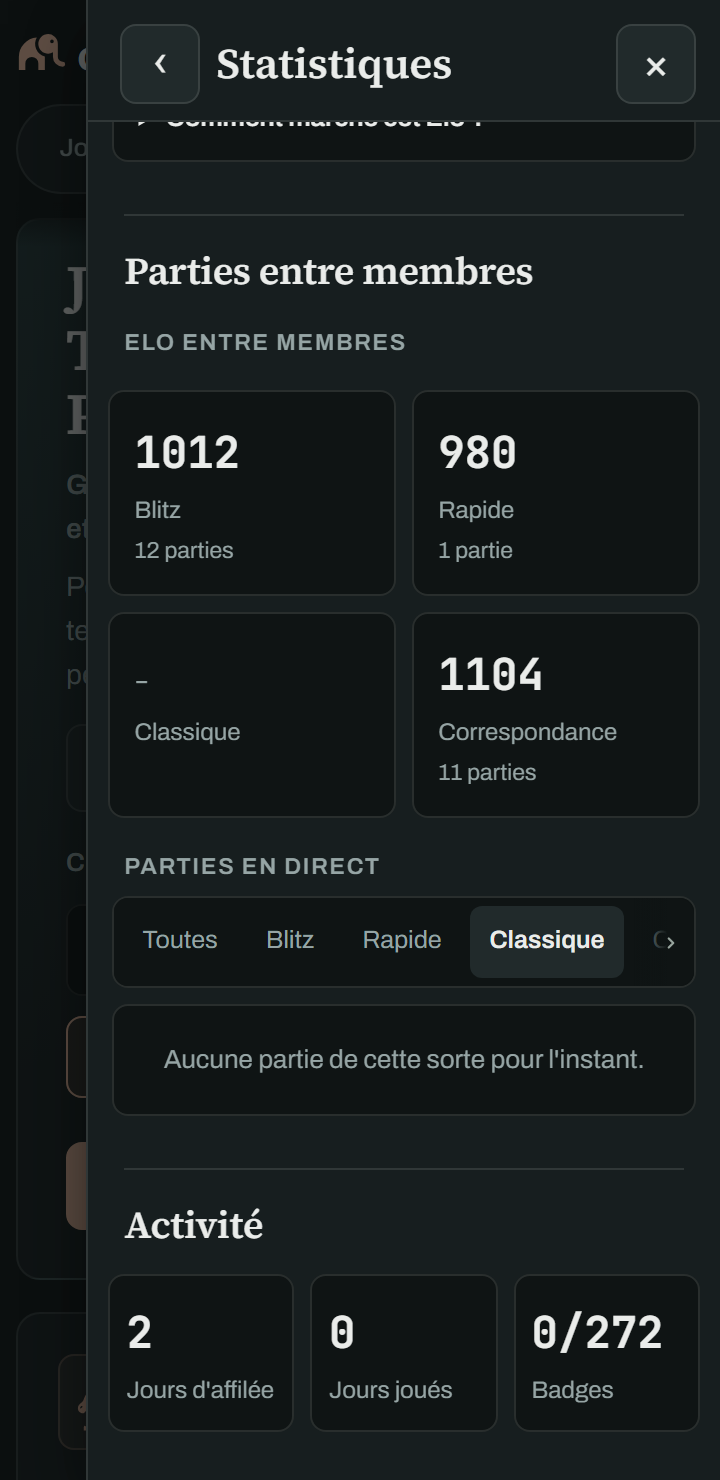 Statistiques
Parties entre membres
ELO ENTRE MEMBRES
1012
Blitz
12 parties
980
Rapide
1 partie
–
Classique
1104
Correspondance
11 parties
PARTIES EN DIRECT
Toutes Blitz Rapide Classique
Aucune partie de cette sorte pour l'instant.
Activité
2
Jours d'affilée
0
Jours joués
0/272
Badges